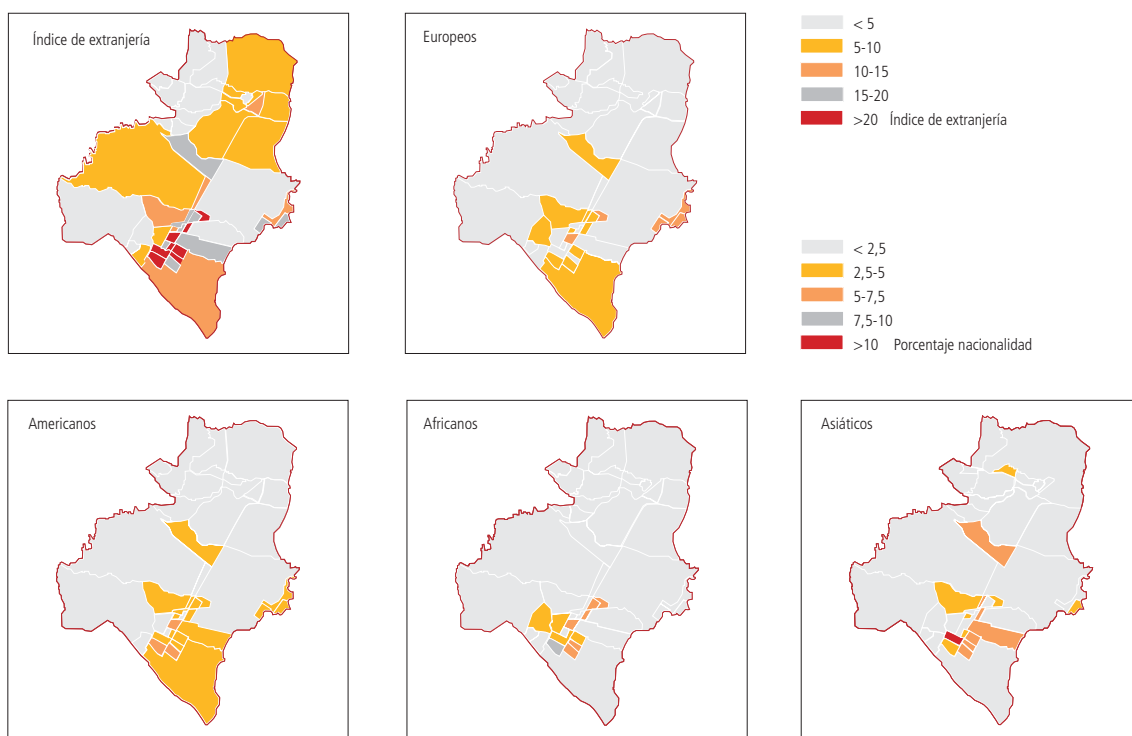 Índice de extranjería
Europeos
< 5
5-10
10-15
15-20
>20 Índice de extranjería
< 2,5
2,5-5
5-7,5
7,5-10
>10 Porcentaje nacionalidad
Americanos
Africanos
Asiáticos